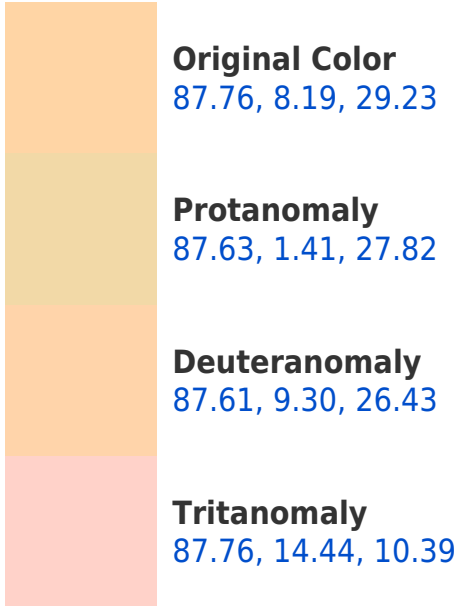 Original Color
87.76, 8.19, 29.23
Protanomaly
87.63, 1.41, 27.82
Deuteranomaly
87.61, 9.30, 26.43
Tritanomaly
87.76, 14.44, 10.39